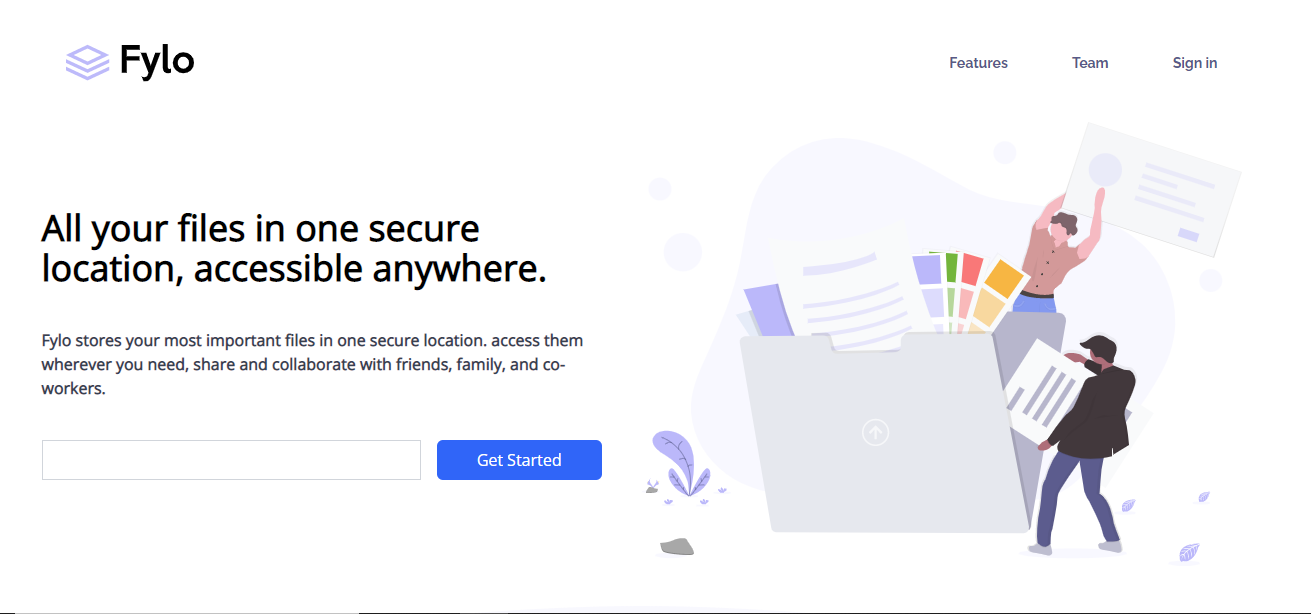 Fylo
Features
Team
Sign in
All your files in one secure
location, accessible anywhere.
Fylo stores your most important files in one secure location. access them
wherever you need, share and collaborate with friends, family, and co-
workers.
Get Started